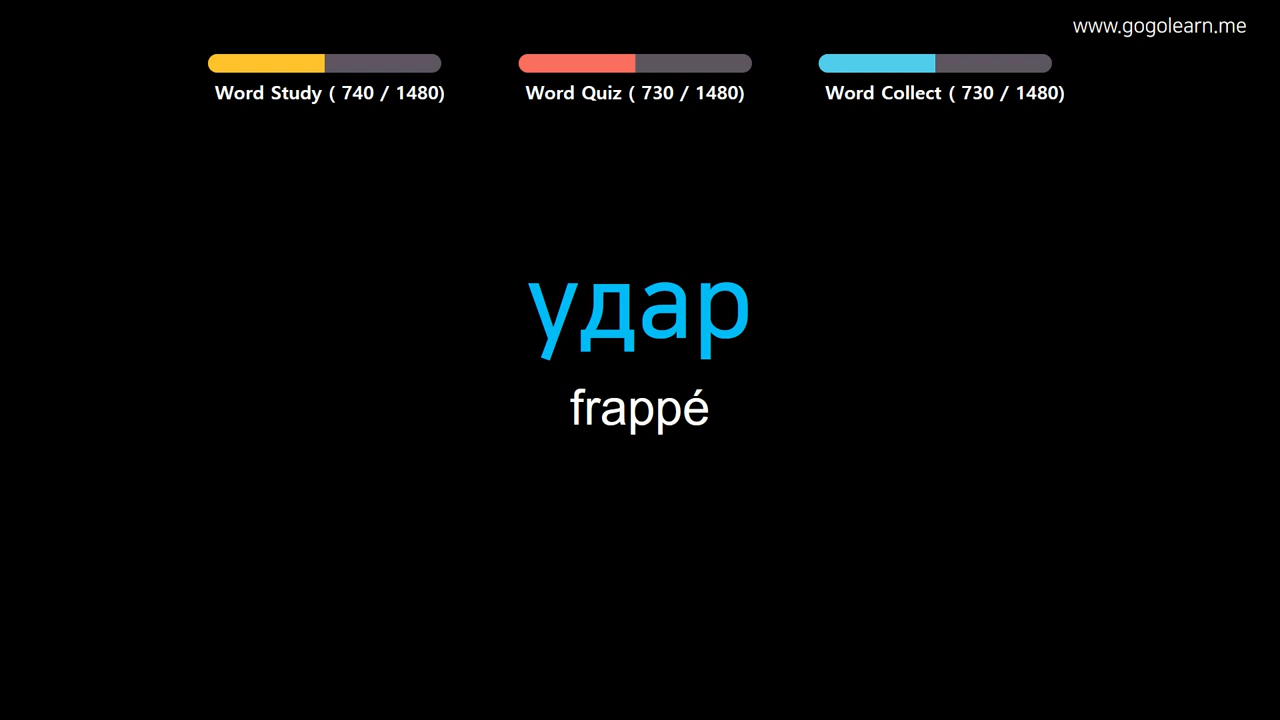 www.gogolearn.me
Word Study ( 740 / 1480)
Word Quiz ( 730 / 1480)
Word Collect ( 730 / 1480)
удар
frappé